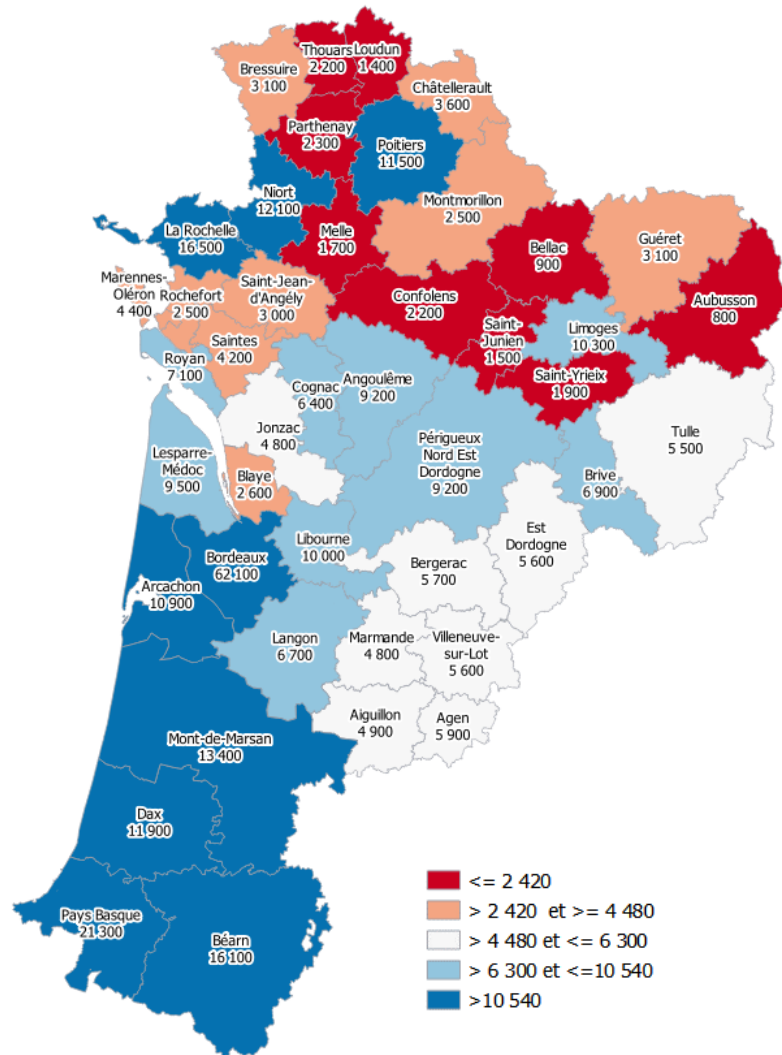 Thouars
2 200
Loudun
1 400
Bressuire
3 100
Châtellerault
3 600
Parthenay
2 300
Poitiers
11 500
Niort
12 100
Montmorillon
2 500
La Rochelle
16 500
Melle
1 700
Bellac
900
Guéret
3 100
Marennes-
Oléron
4 400
Rochefort
2 500
Saint-Jean-
d'Angély
3 000
Confolens
2 200
Aubusson
800
Saint-
Junien
1 500
Limoges
10 300
Saintes
4 200
Royan
7 100
Cognac
6 400
Angoulême
9 200
Saint-Yrieix
1 900
Jonzac
4 800
Périgueux
Nord Est
Dordogne
9 200
Tulle
5 500
Lesparre-
Médoc
9 500
Blaye
2 600
Brive
6 900
Est
Dordogne
5 600
Libourne
10 000
Bordeaux
62 100
Bergerac
5 700
Arcachon
10 900
Langon
6 700
Marmande
4 800
Villeneuve-
sur-Lot
5 600
Aiguillon
4 900
Agen
5 900
Mont-de-Marsan
13 400
Dax
11 900
Pays Basque
21 300
Béarn
16 100
<= 2 420
> 2 420 et >= 4 480
> 4 480 et <= 6 300
> 6 300 et <=10 540
>10 540